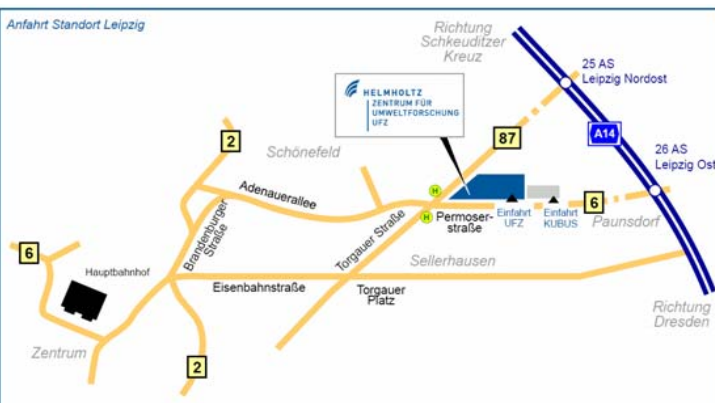 Anfahrt Standort Leipzig
Richtung
Schkeuditzer
Kreuz
25 AS
Leipzig Nordost
HELMHOLTZ
ZENTRUM FÜR
UMWELTFORSCHUNG
UFZ
87
A14
2
Schönefeld
26 AS
Leipzig Ost
Adenauerallee
H
H
Permoser-
straße
Einfahrt
UFZ
Einfahrt
KUBUS
6
Paunsdorf
Brandenburger
Straße
Torgauer Straße
6
Hauptbahnhof
Sellerhausen
Eisenbahnstraße
Torgauer
Platz
Richtung
Dresden
Zentrum
2